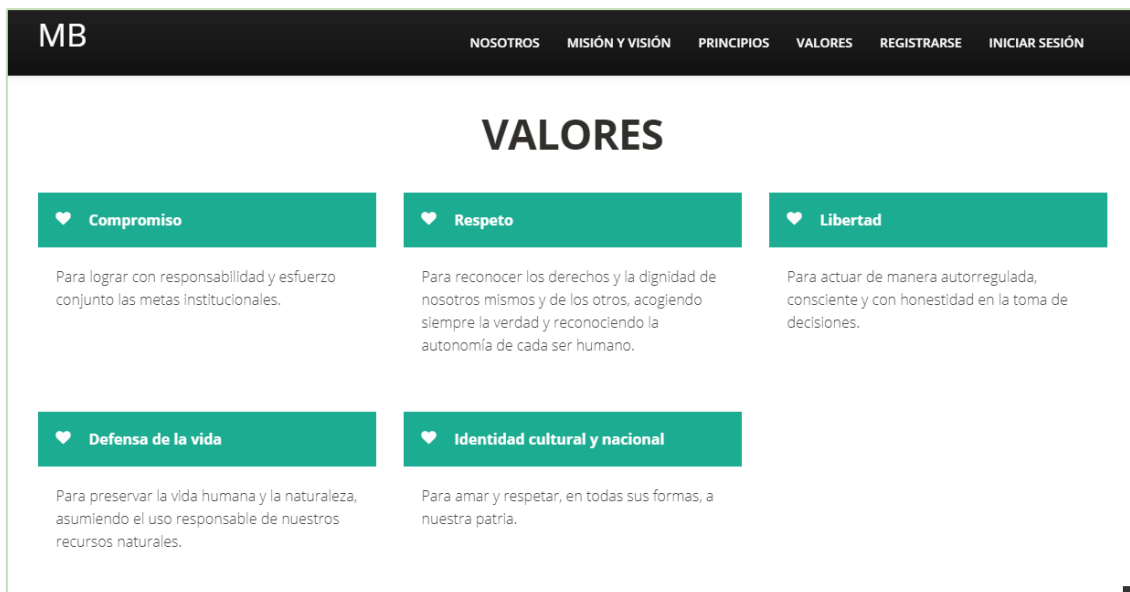 MB
NOSOTROS MISIÓN Y VISIÓN PRINCIPIOS VALORES REGISTRARSE INICIAR SESIÓN
VALORES
Compromiso
Para lograr con responsabilidad y esfuerzo
conjunto las metas institucionales.
Respeto
Para reconocer los derechos y la dignidad de
nosotros mismos y de los otros, acogiendo
siempre la verdad y reconociendo la
autonomía de cada ser humano.
Libertad
Para actuar de manera autorregulada,
consciente y con honestidad en la toma de
decisiones.
Defensa de la vida
Para preservar la vida humana y la naturaleza,
asumiendo el uso responsable de nuestros
recursos naturales.
Identidad cultural y nacional
Para amar y respetar, en todas sus formas, a
nuestra patria.